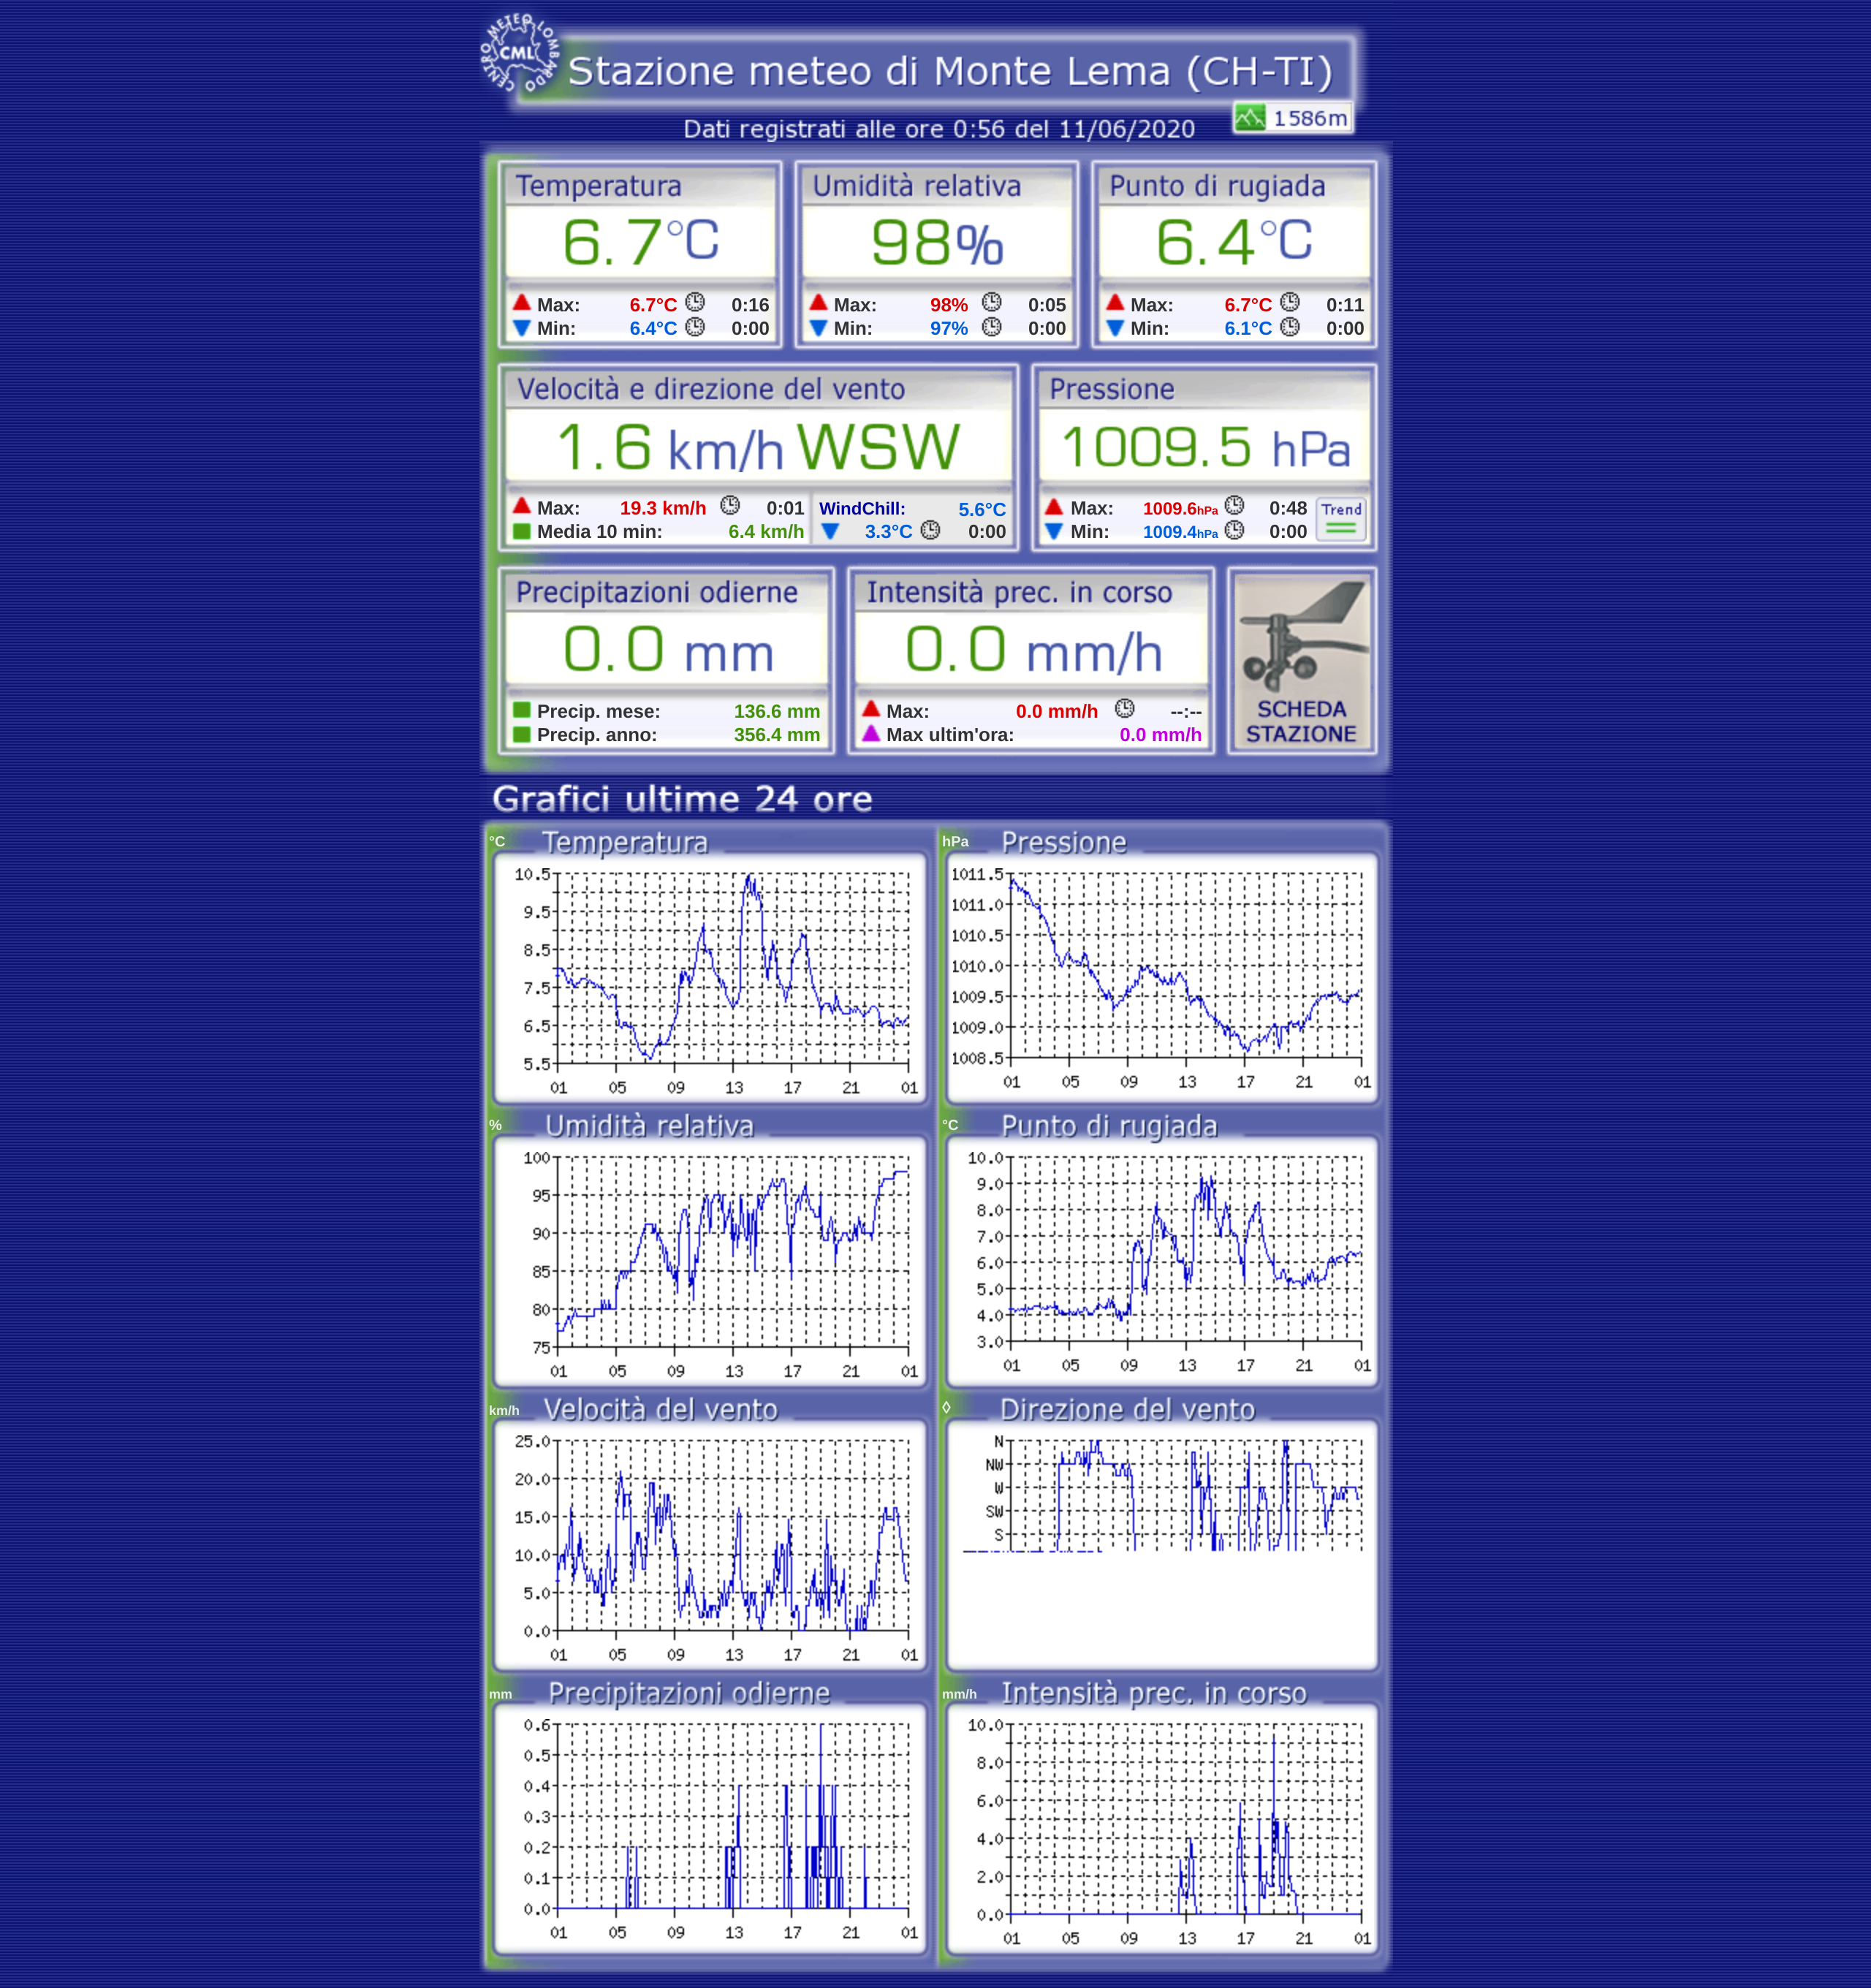 CENTRO METEO LOMBARDO
CML
Stazione meteo di Monte Lema (CH-TI)
1586m
Dati registrati alle ore 0:56 del 11/06/2020
Temperatura
6.7°C
Max: 6.7°C 0:16
Min: 6.4°C 0:00
Umidità relativa
98%
Max: 98% 0:05
Min: 97% 0:00
Punto di rugiada
6.4°C
Max: 6.7°C 0:11
Min: 6.1°C 0:00
Velocità e direzione del vento
1.6 km/h WSW
Max: 19.3 km/h 0:01
Media 10 min: 6.4 km/h
WindChill: 5.6°C
3.3°C 0:00
Pressione
1009.5 hPa
Max: 1009.6hPa 0:48
Min: 1009.4hPa 0:00
Trend
Precipitazioni odierne
0.0 mm
Precip. mese: 136.6 mm
Precip. anno: 356.4 mm
Intensità prec. in corso
0.0 mm/h
Max: 0.0 mm/h --:--
Max ultim'ora: 0.0 mm/h
SCHEDA
STAZIONE
Grafici ultime 24 ore
°C Temperatura
10.5
9.5
8.5
7.5
6.5
5.5
01 05 09 13 17 21 01
hPa Pressione
1011.5
1011.0
1010.5
1010.0
1009.5
1009.0
1008.5
01 05 09 13 17 21 01
% Umidità relativa
100
95
90
85
80
75
01 05 09 13 17 21 01
°C Punto di rugiada
10.0
9.0
8.0
7.0
6.0
5.0
4.0
3.0
01 05 09 13 17 21 01
km/h Velocità del vento
25.0
20.0
15.0
10.0
5.0
0.0
01 05 09 13 17 21 01
◊ Direzione del vento
N
NW
W
SW
S
mm Precipitazioni odierne
0.6
0.5
0.4
0.3
0.2
0.1
0.0
01 05 09 13 17 21 01
mm/h Intensità prec. in corso
10.0
8.0
6.0
4.0
2.0
0.0
01 05 09 13 17 21 01